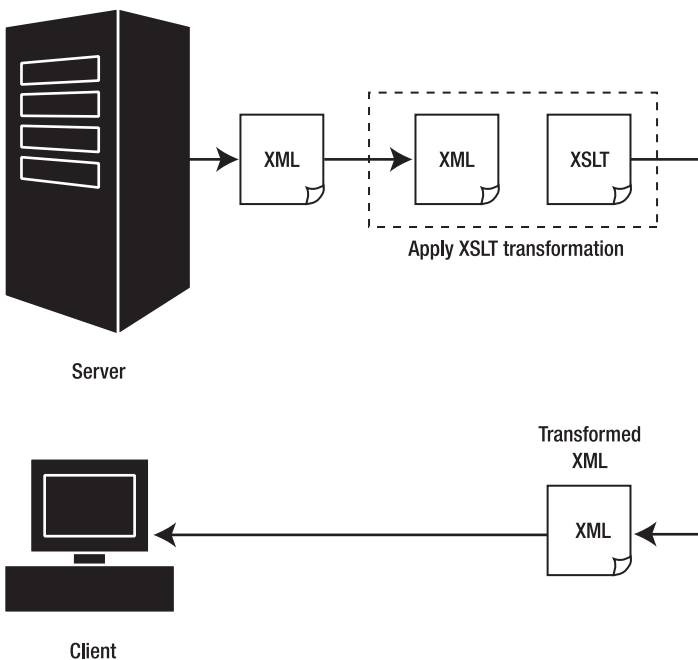 XML
XML
XSLT
Apply XSLT transformation
Server
Transformed
XML
XML
Client